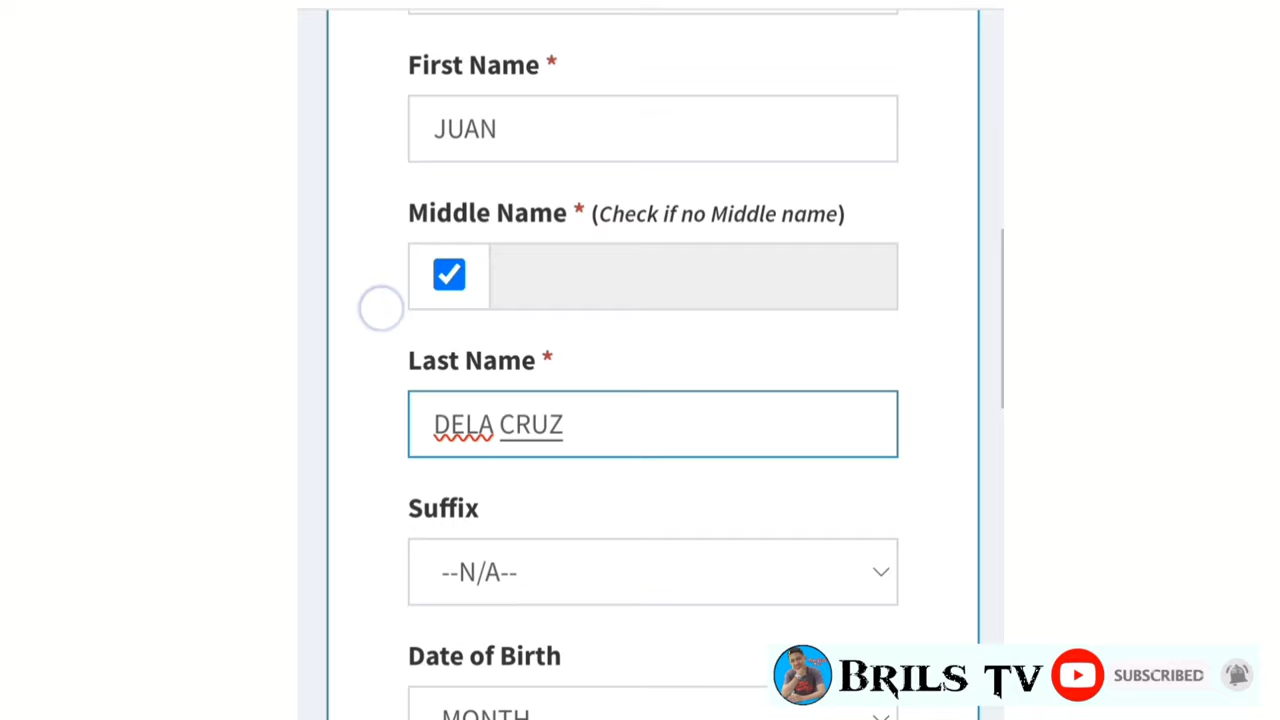 First Name *
JUAN
Middle Name * (Check if no Middle name)
Last Name *
DELA CRUZ
Suffix
--N/A--
Date of Birth
MONTH
BRILS TV
SUBSCRIBED